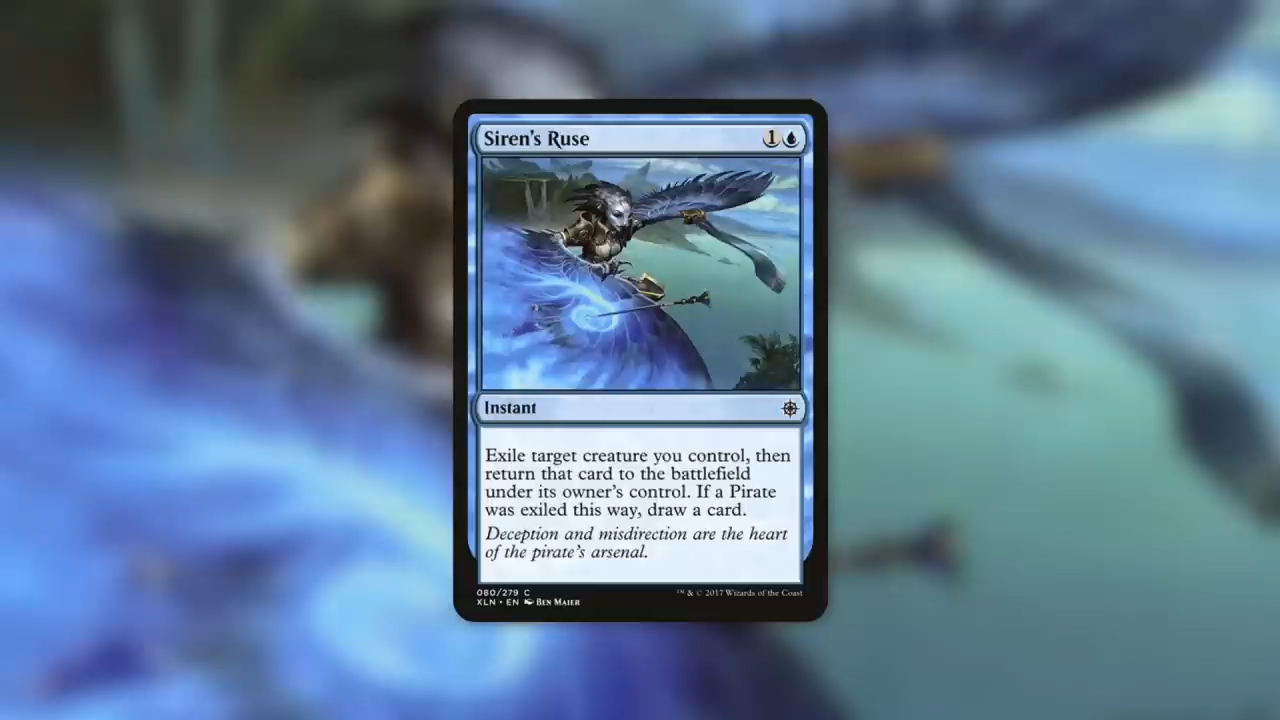 Siren's Ruse 1
Instant
Exile target creature you control, then
return that card to the battlefield
under its owner's control. If a Pirate
was exiled this way, draw a card.
Deception and misdirection are the heart
of the pirate's arsenal.
080/279 C
XLN • EN Ben Maier
™ & © 2017 Wizards of the Coast